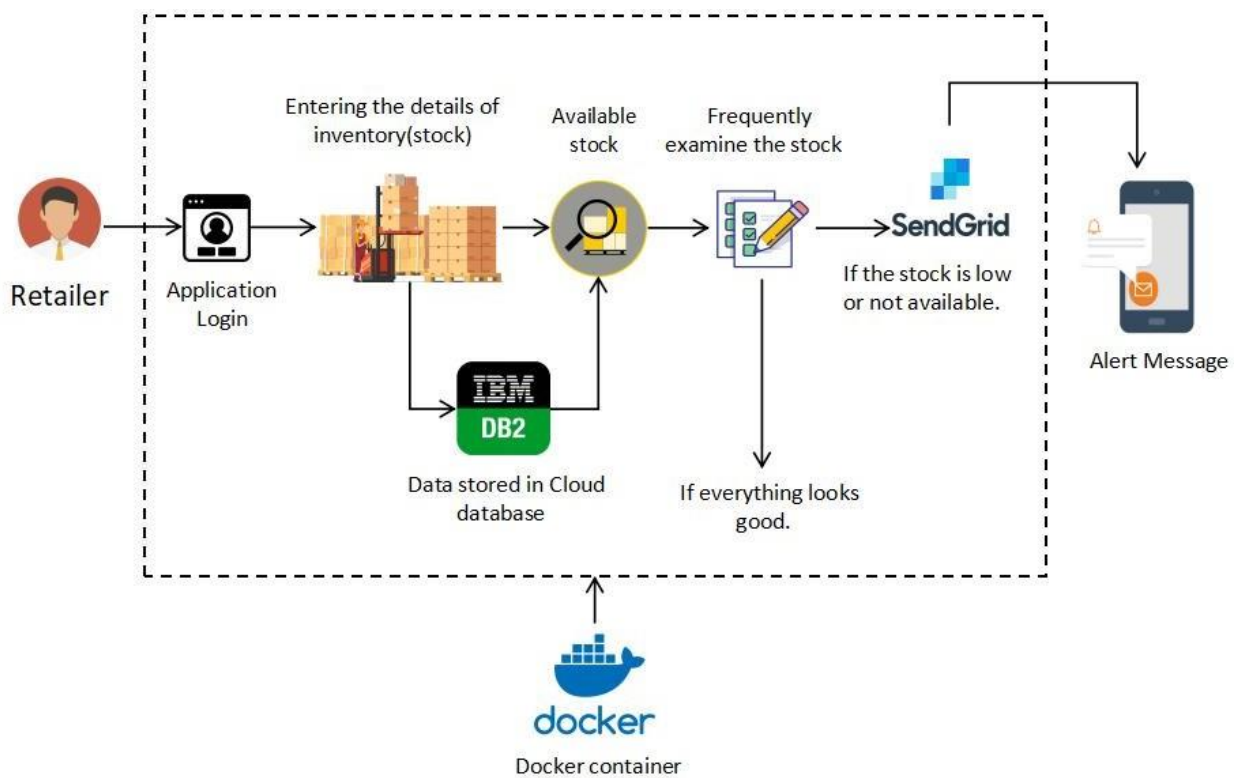 Entering the details of
inventory(stock)
Available
stock
Frequently
examine the stock
SendGrid
If the stock is low
or not available.
Retailer
Application
Login
Alert Message
IBM
DB2
Data stored in Cloud
database
If everything looks
good.
docker
Docker container